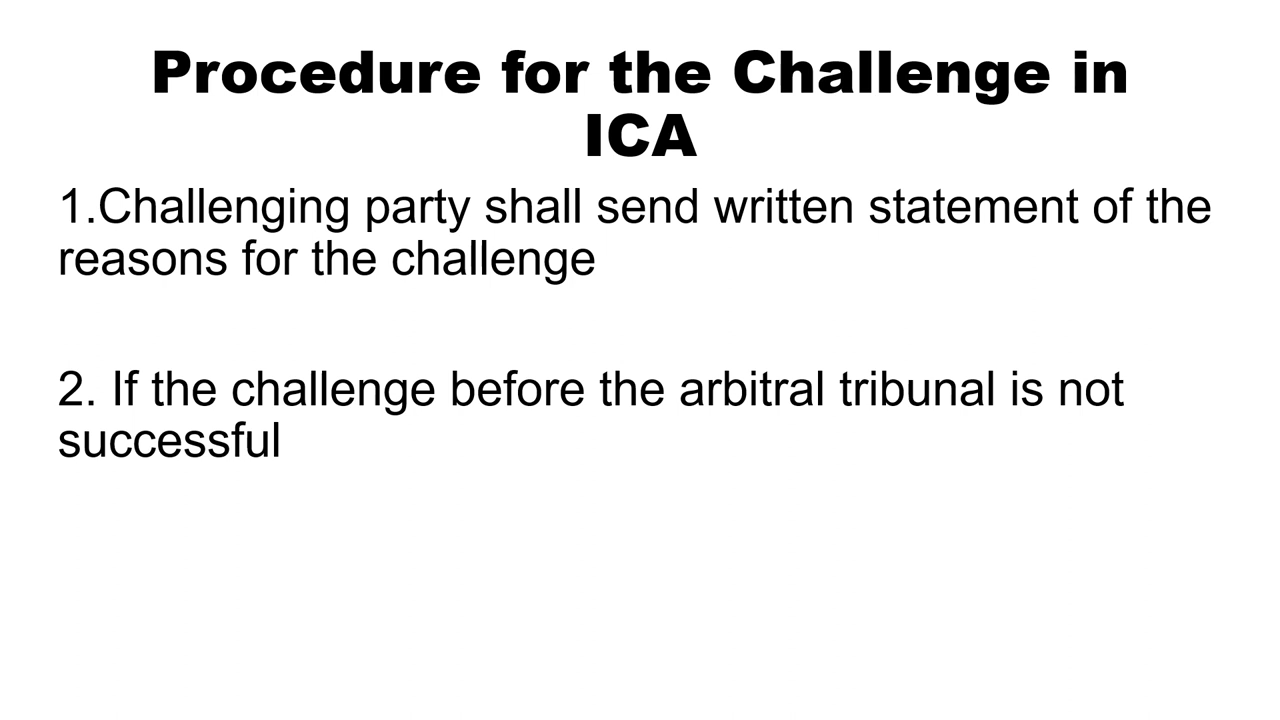 Procedure for the Challenge in
ICA
1.Challenging party shall send written statement of the
reasons for the challenge
2. If the challenge before the arbitral tribunal is not
successful